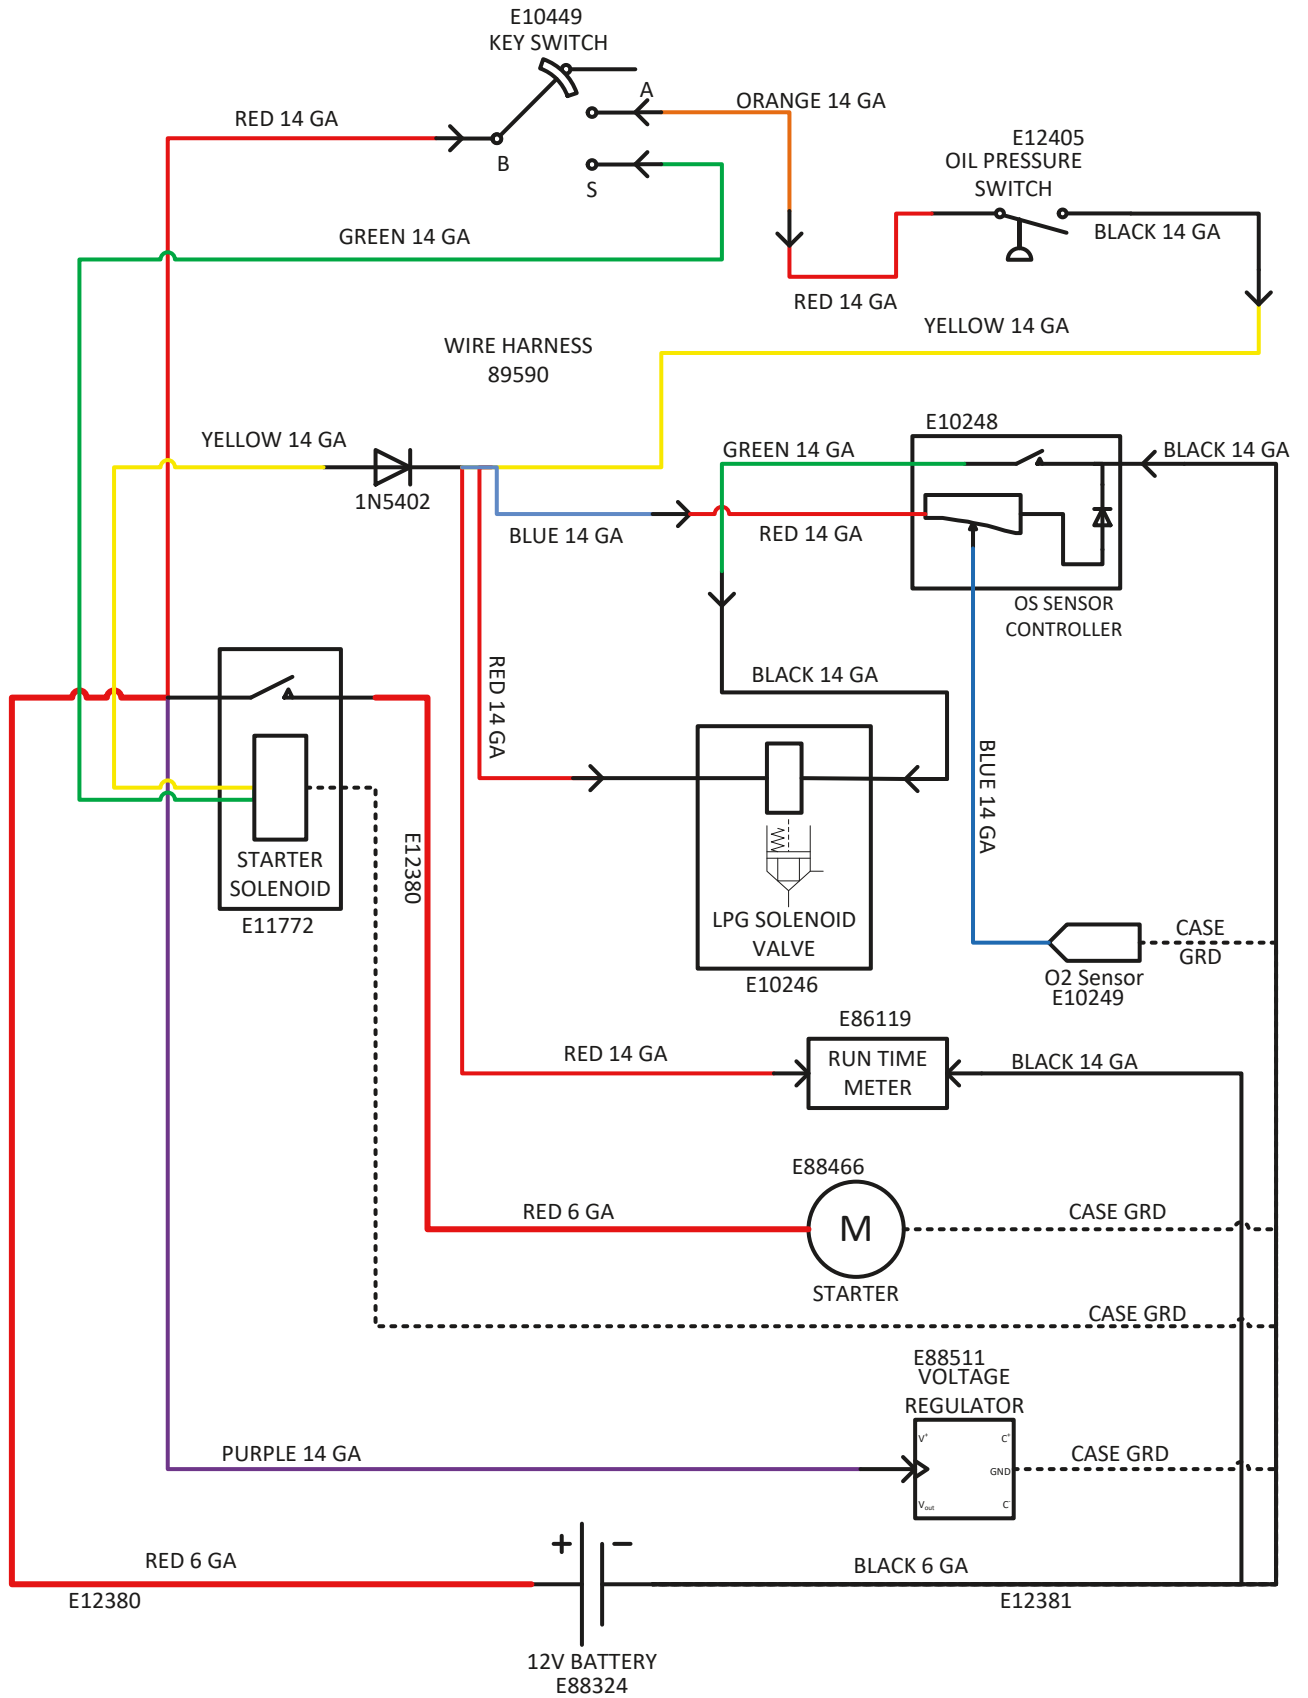 E10449
KEY SWITCH
A
ORANGE 14 GA
RED 14 GA
E12405
OIL PRESSURE
SWITCH
B
S
BLACK 14 GA
GREEN 14 GA
RED 14 GA
YELLOW 14 GA
WIRE HARNESS
89590
E10248
YELLOW 14 GA
GREEN 14 GA
BLACK 14 GA
1N5402
BLUE 14 GA
RED 14 GA
OS SENSOR
CONTROLLER
RED 14 GA
BLACK 14 GA
BLUE 14 GA
E12380
STARTER
SOLENOID
E11772
LPG SOLENOID
VALVE
E10246
CASE
GRD
O2 Sensor
E10249
E86119
RED 14 GA
RUN TIME
METER
BLACK 14 GA
E88466
RED 6 GA
M
CASE GRD
STARTER
CASE GRD
E88511
VOLTAGE
REGULATOR
V+
C+
PURPLE 14 GA
GND
CASE GRD
Vout
C-
+
−
RED 6 GA
BLACK 6 GA
E12380
E12381
12V BATTERY
E88324